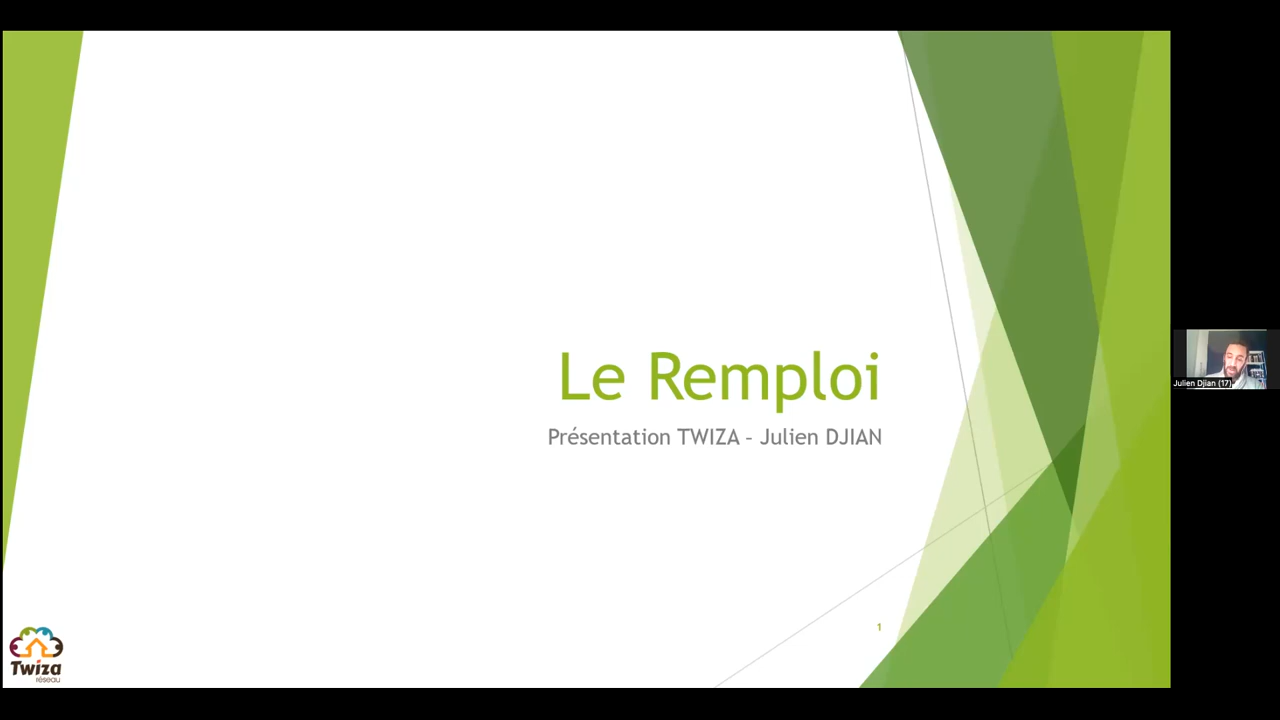 Le Remploi
Présentation TWIZA – Julien DJIAN
Julien Djian (17)
1
Twiza
réseau